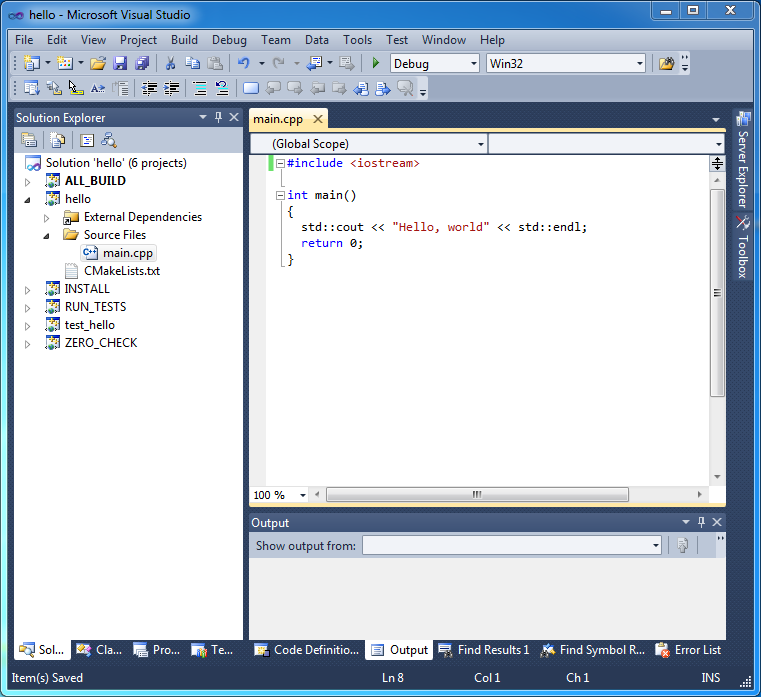 hello - Microsoft Visual Studio
File Edit View Project Build Debug Team Data Tools Test Window Help
Debug Win32
Solution Explorer
Solution 'hello' (6 projects)
ALL_BUILD
hello
External Dependencies
Source Files
main.cpp
CMakeLists.txt
INSTALL
RUN_TESTS
test_hello
ZERO_CHECK
main.cpp
(Global Scope)
#include <iostream>
int main()
{
std::cout << "Hello, world" << std::endl;
return 0;
}
100 %
Server Explorer
Toolbox
Output
Show output from:
Sol... Cla... Pro... Te...
Code Definitio... Output Find Results 1 Find Symbol R... Error List
Item(s) Saved Ln 8 Col 1 Ch 1 INS